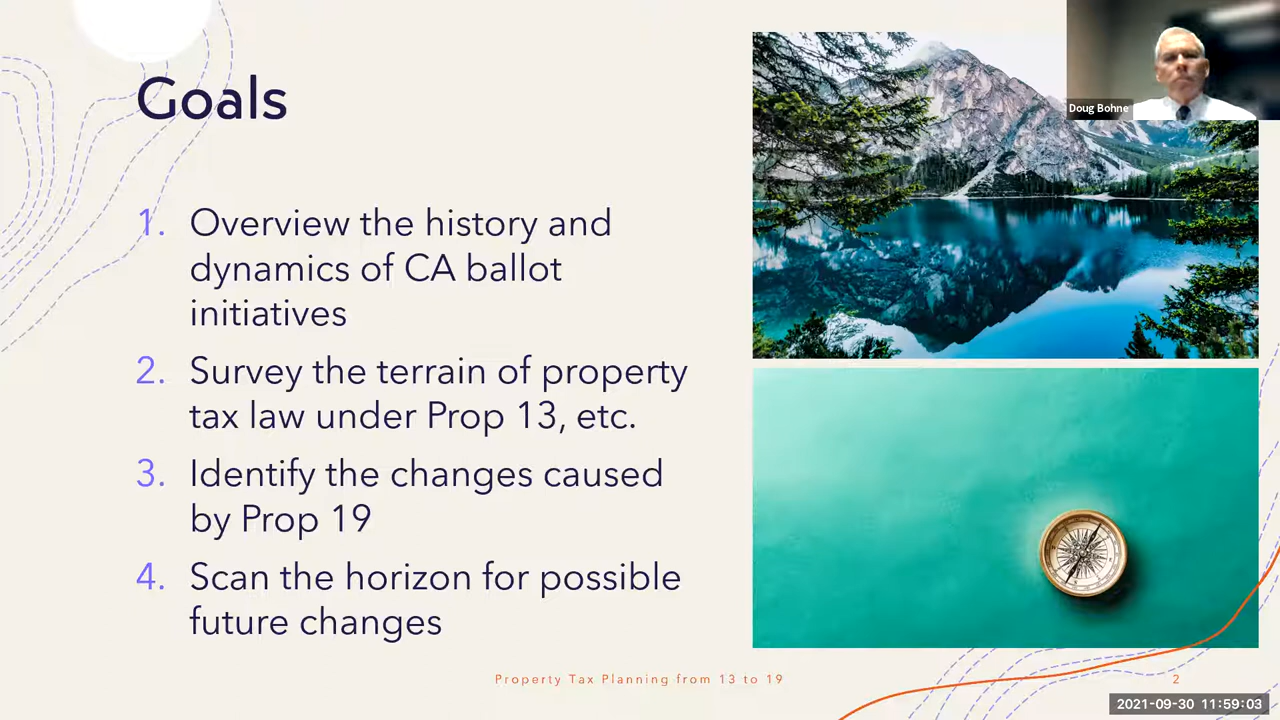 Goals
Doug Bohne
1. Overview the history and
dynamics of CA ballot
initiatives
2. Survey the terrain of property
tax law under Prop 13, etc.
3. Identify the changes caused
by Prop 19
4. Scan the horizon for possible
future changes
Property Tax Planning from 13 to 19
2
2021-09-30 11:59:03